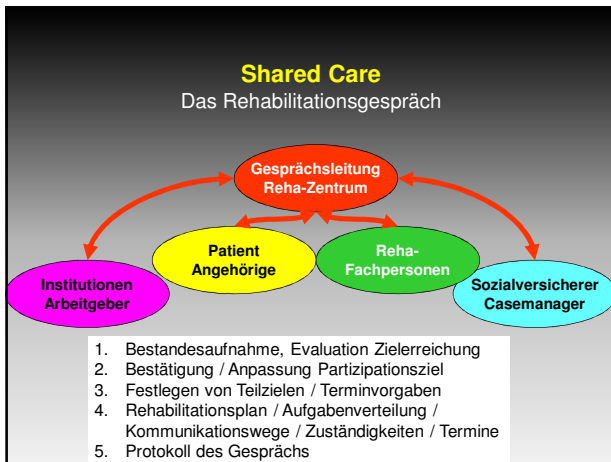 Shared Care
Das Rehabilitationsgespräch
Gesprächsleitung
Reha-Zentrum
Patient
Angehörige
Reha-
Fachpersonen
Institutionen
Arbeitgeber
Sozialversicherer
Casemanager
1. Bestandesaufnahme, Evaluation Zielerreichung
2. Bestätigung / Anpassung Partizipationsziel
3. Festlegen von Teilzielen / Terminvorgaben
4. Rehabilitationsplan / Aufgabenverteilung /
Kommunikationswege / Zuständigkeiten / Termine
5. Protokoll des Gesprächs